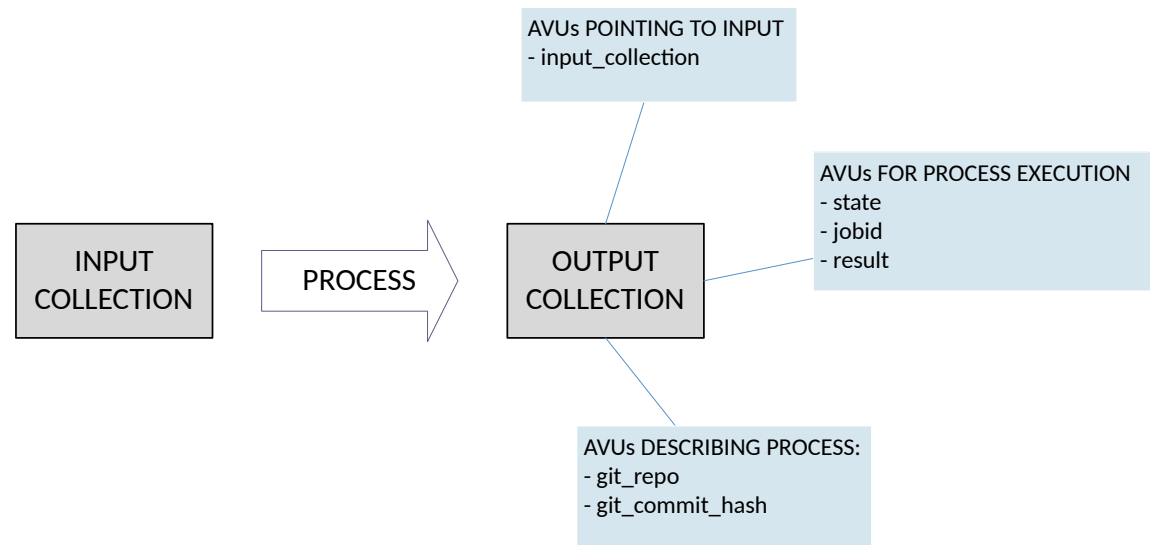 AVUs POINTING TO INPUT
- input_collection
AVUs FOR PROCESS EXECUTION
- state
- jobid
- result
INPUT
COLLECTION
PROCESS
OUTPUT
COLLECTION
AVUs DESCRIBING PROCESS:
- git_repo
- git_commit_hash